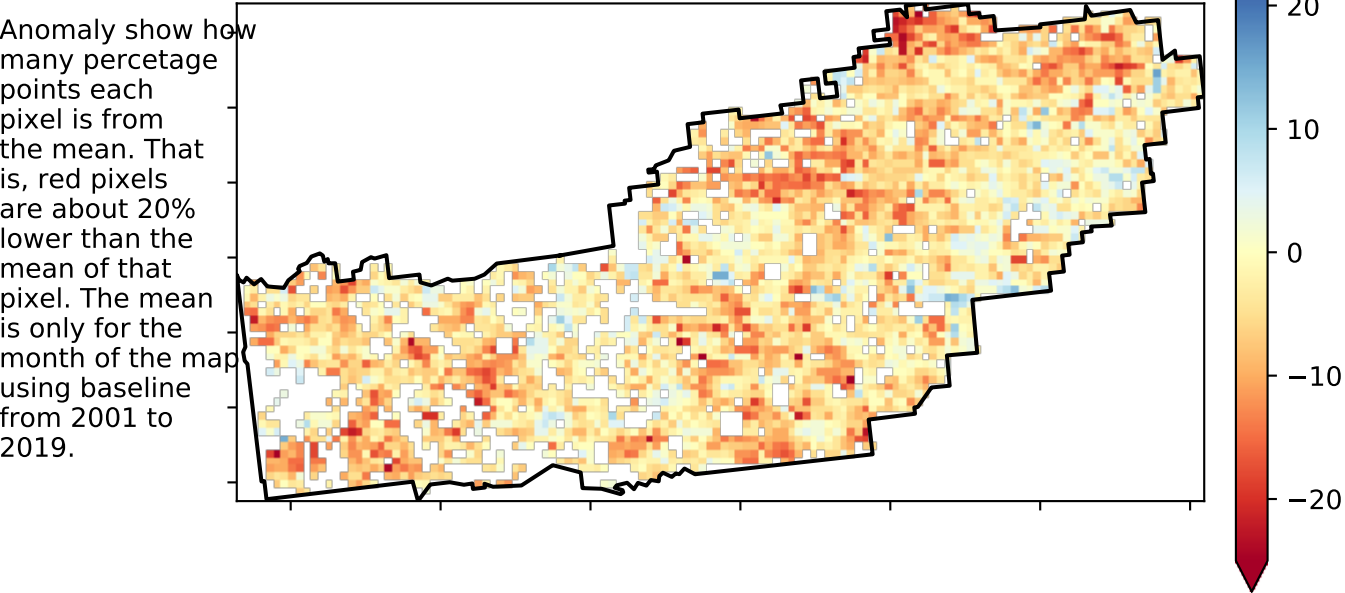 Anomaly show how
many percetage
points each
pixel is from
the mean. That
is, red pixels
are about 20%
lower than the
mean of that
pixel. The mean
is only for the
month of the map
using baseline
from 2001 to
2019.
20
10
0
−10
−20